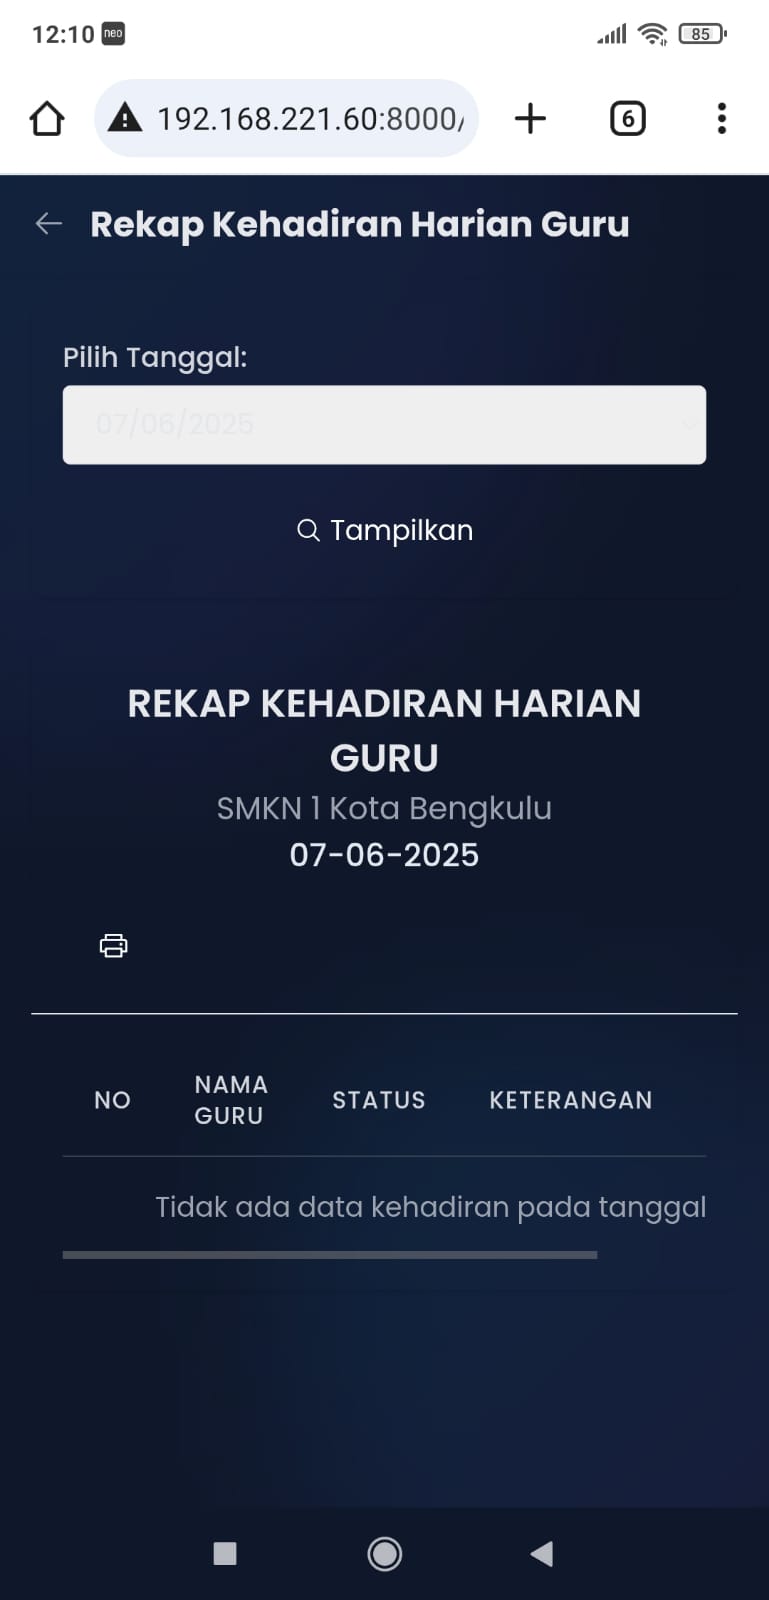 12:10 neo 85
192.168.221.60:8000/ 6
Rekap Kehadiran Harian Guru
Pilih Tanggal:
07/06/2025
Tampilkan
REKAP KEHADIRAN HARIAN
GURU
SMKN 1 Kota Bengkulu
07-06-2025
NO NAMA GURU STATUS KETERANGAN
Tidak ada data kehadiran pada tanggal